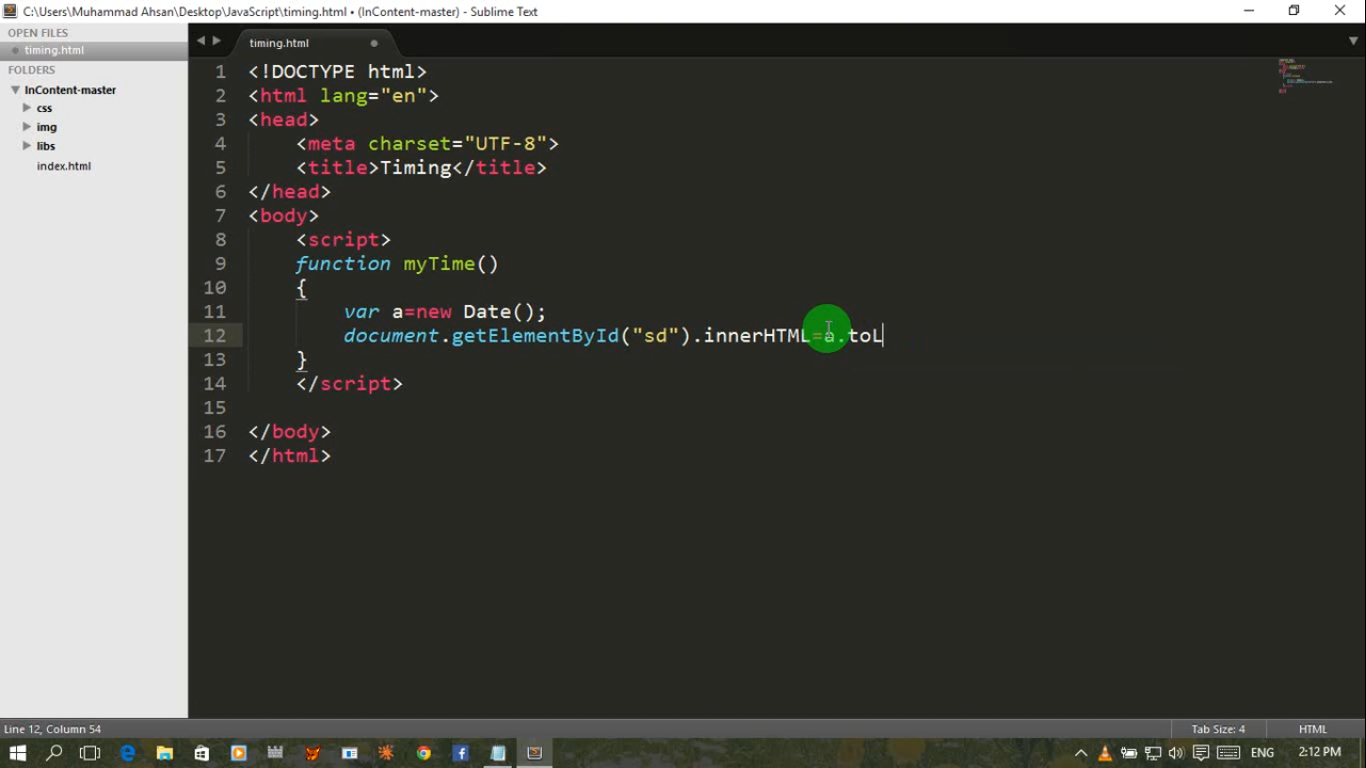 C:\Users\Muhammad Ahsan\Desktop\JavaScript\timing.html • (InContent-master) - Sublime Text
OPEN FILES
timing.html
FOLDERS
InContent-master
css
img
libs
index.html
timing.html
1 <!DOCTYPE html>
2 <html lang="en">
3 <head>
4 <meta charset="UTF-8">
5 <title>Timing</title>
6 </head>
7 <body>
8 <script>
9 function myTime()
10 {
11 var a=new Date();
12 document.getElementById("sd").innerHTML=a.toL
13 }
14 </script>
15
16 </body>
17 </html>
Line 12, Column 54
Tab Size: 4
HTML
ENG
2:12 PM